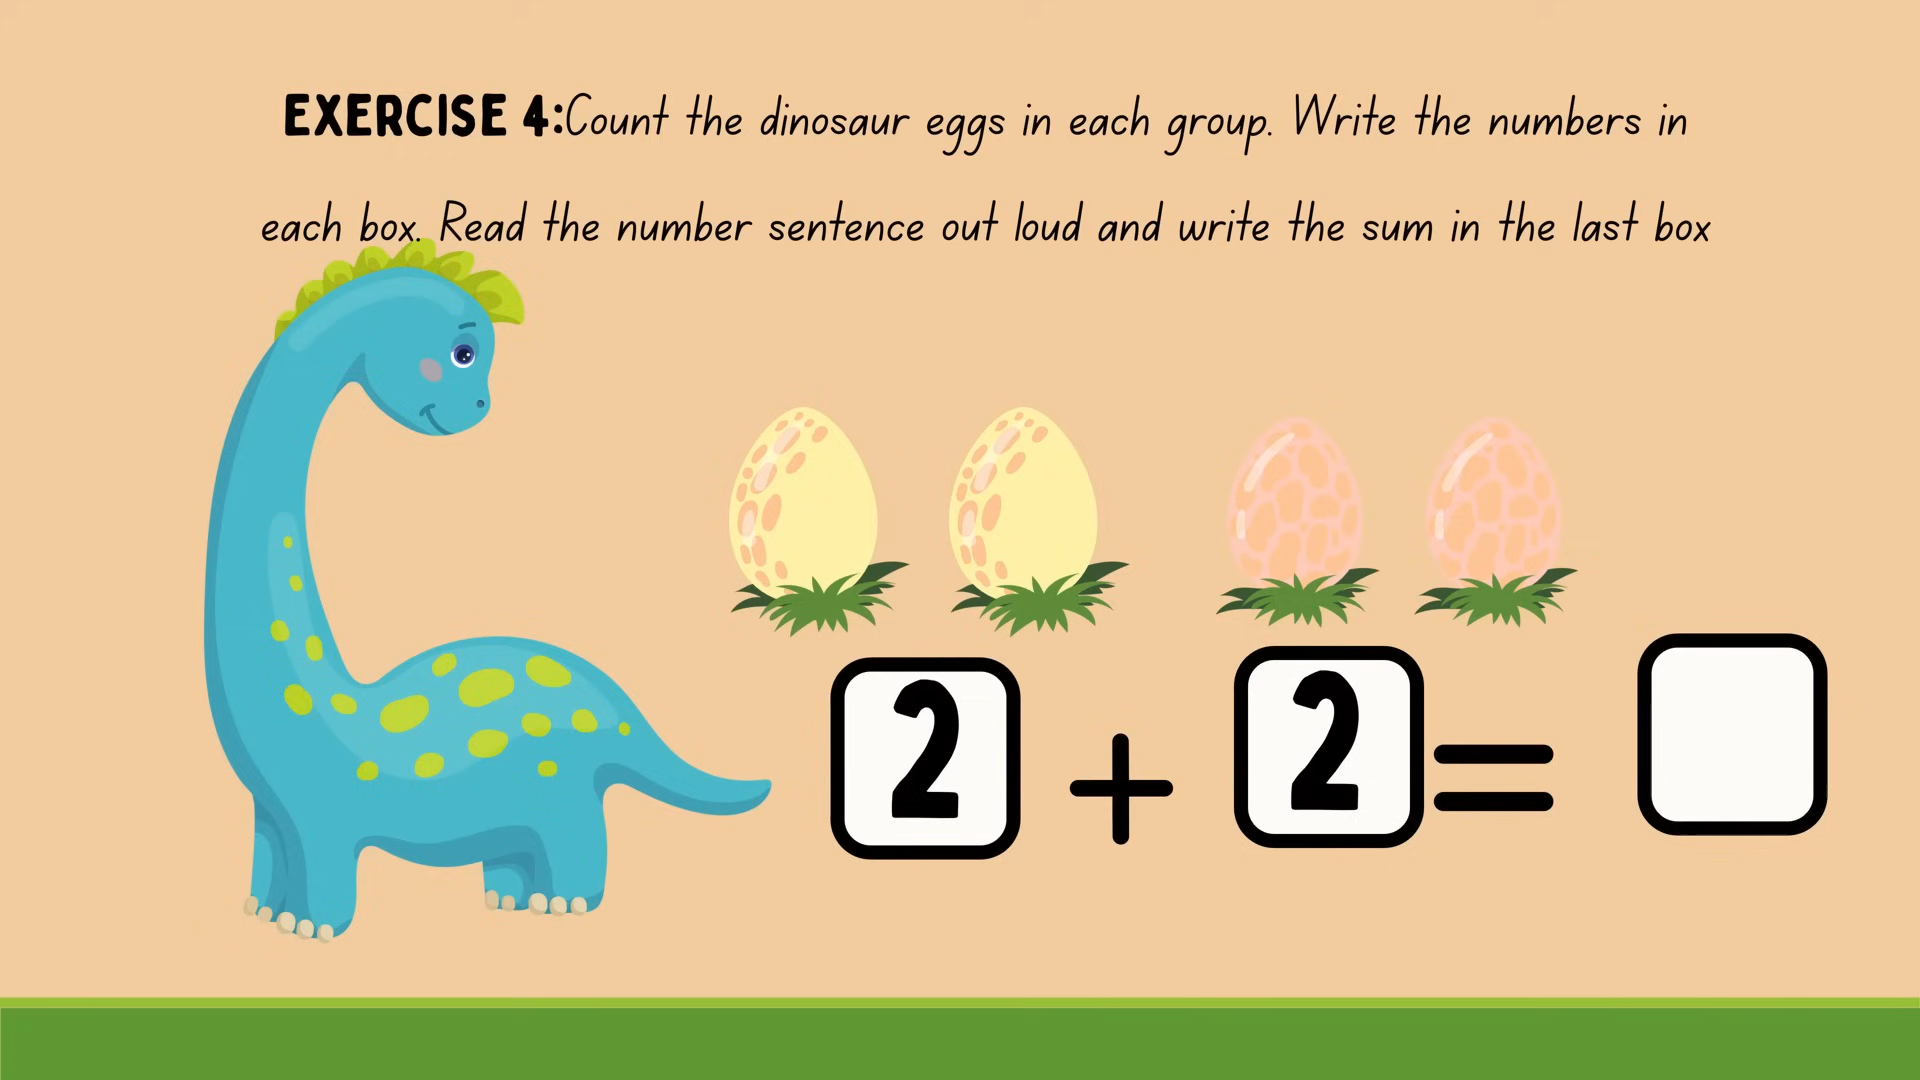 EXERCISE 4:Count the dinosaur eggs in each group. Write the numbers in
each box. Read the number sentence out loud and write the sum in the last box
2 + 2 =